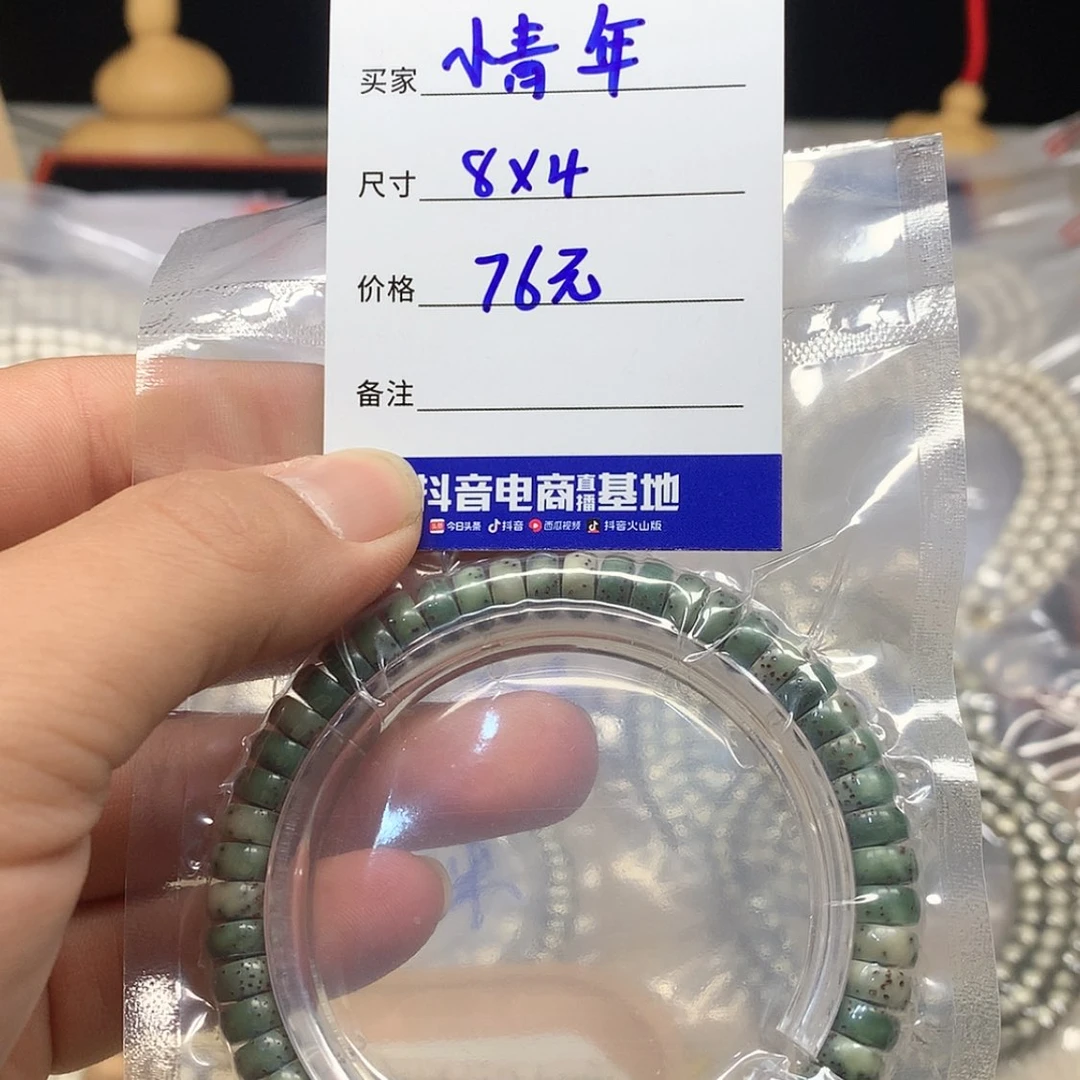 买家 情年
尺寸 8X4
价格 76元
备注
抖音电商直播基地
今日头条 抖音 西瓜视频 抖音火山版